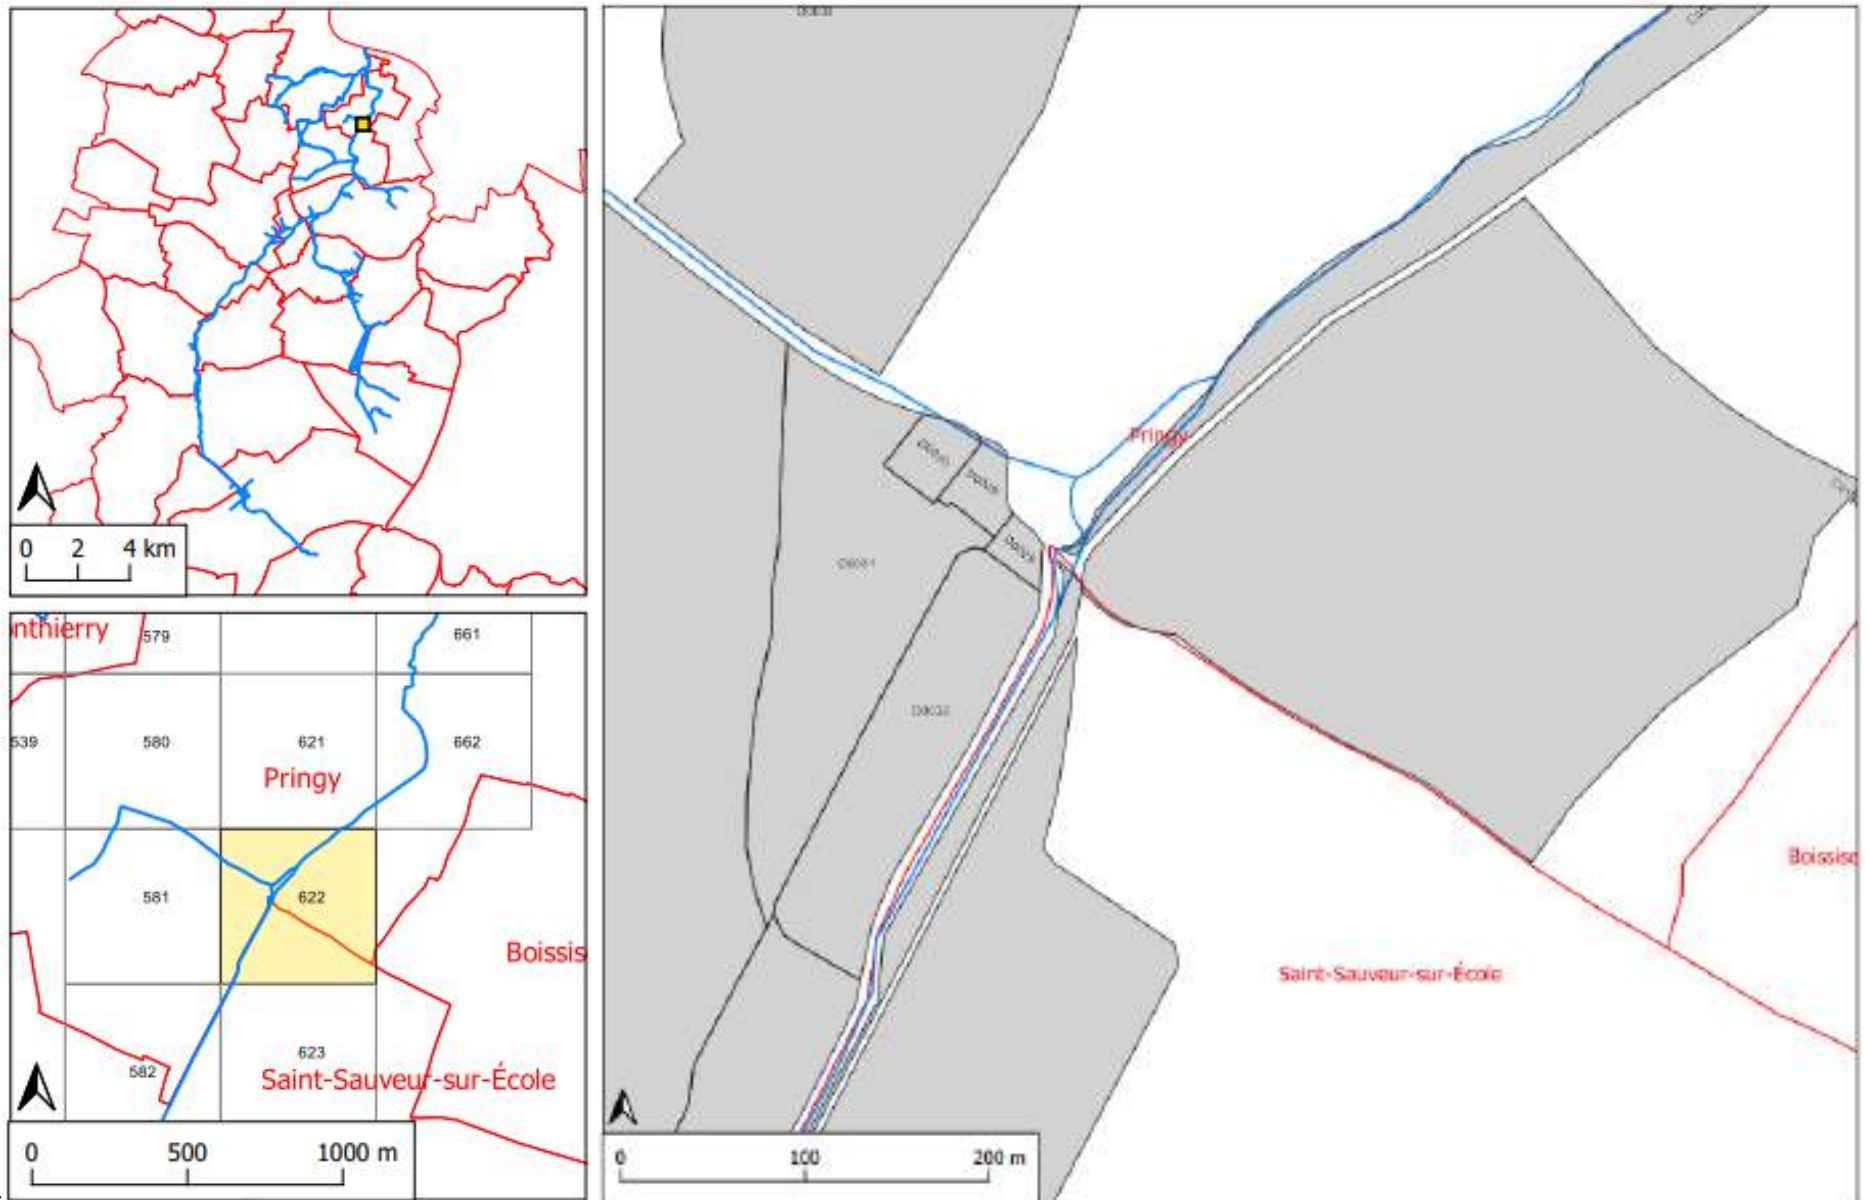 0 2 4 km
nthierry
579
661
539
580
621
662
Pringy
581
622
Boissis
623
582
Saint-Sauveur-sur-École
0 500 1000 m
Pringy
Boissise
Saint-Sauveur-sur-École
0 100 200 m